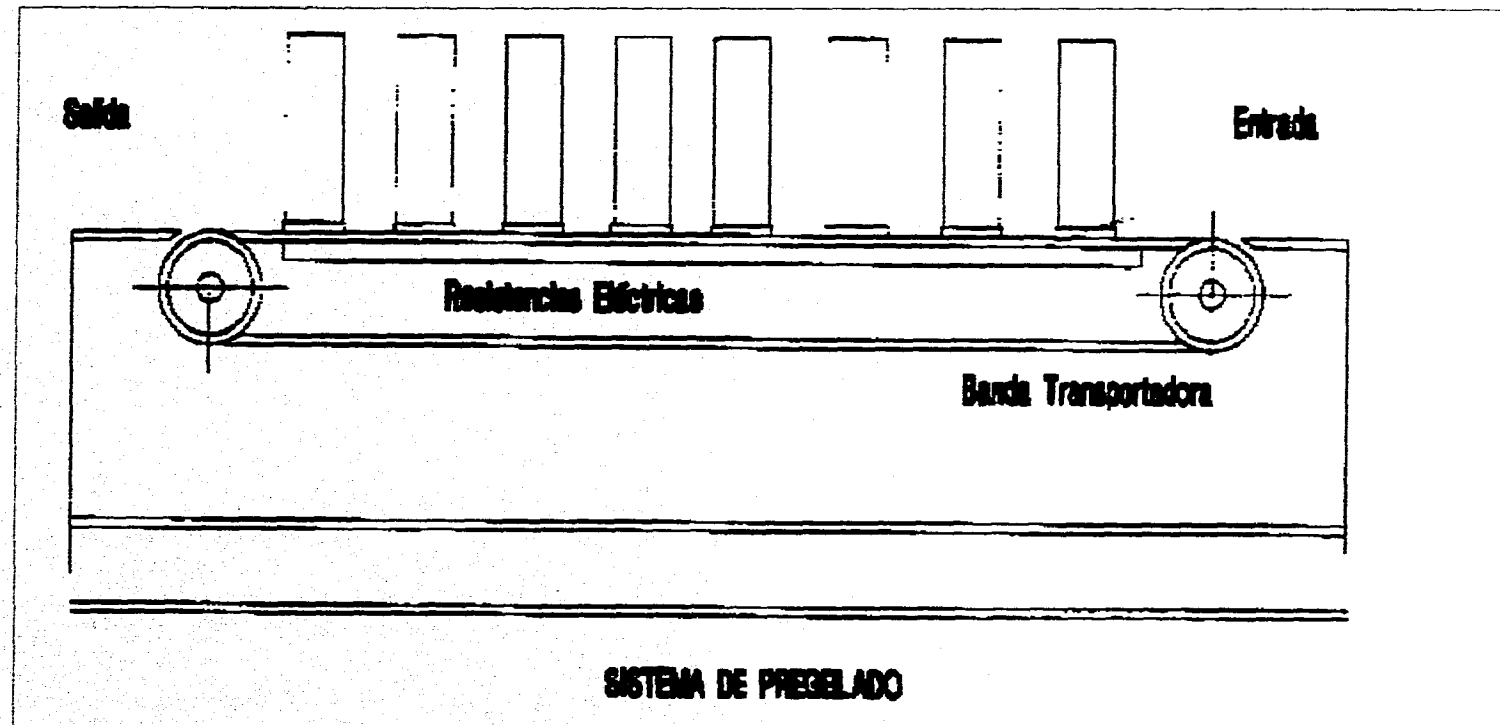 Salida
Entrada
Resistencias Eléctricas
Banda Transportadora
SISTEMA DE PREGELADO